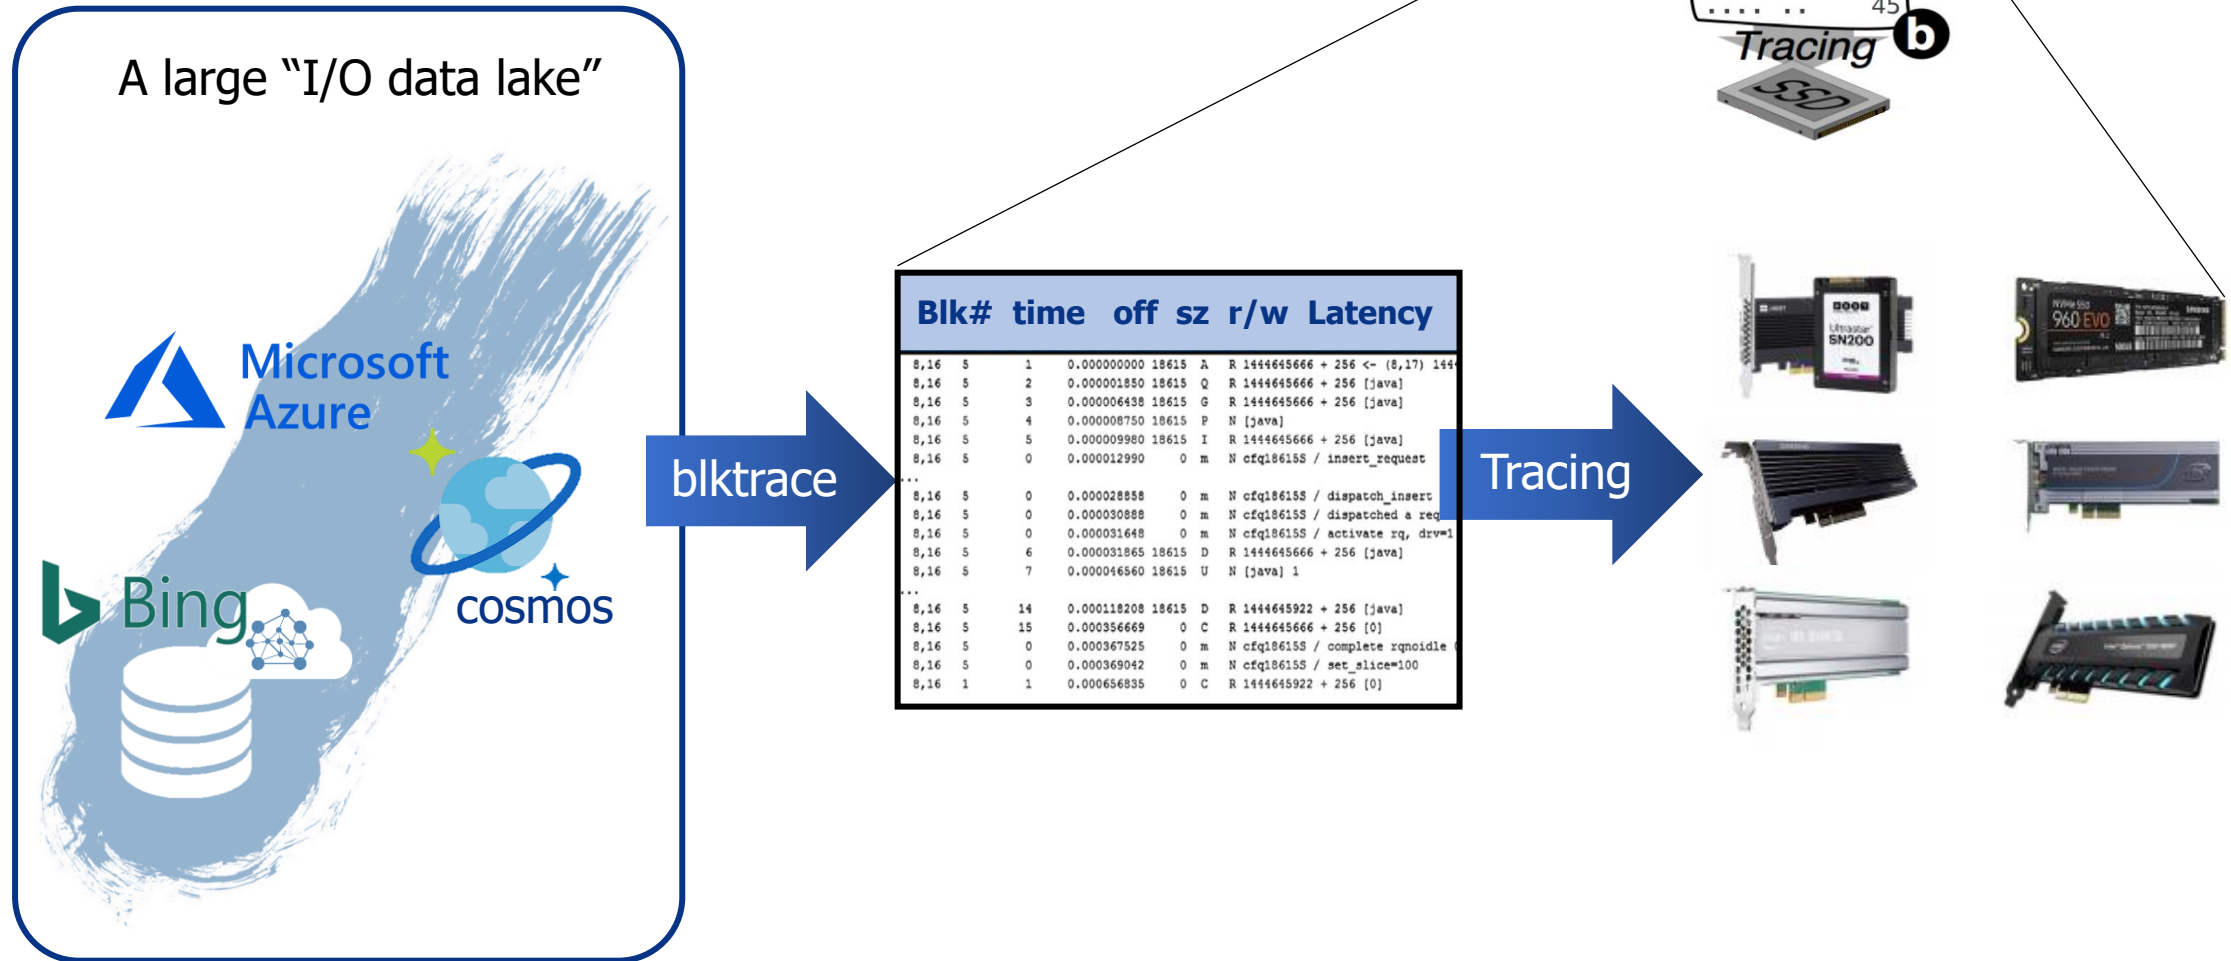 .... .. 45
Tracing b
SSD
A large “I/O data lake”
Microsoft
Azure
Bing
cosmos
blktrace
Blk# time off sz r/w Latency
8,16 5 1 0.000000000 18615 A R 1444645666 + 256 <- (8,17) 144
8,16 5 2 0.000001850 18615 Q R 1444645666 + 256 [java]
8,16 5 3 0.000006438 18615 G R 1444645666 + 256 [java]
8,16 5 4 0.000008750 18615 P N [java]
8,16 5 5 0.000009980 18615 I R 1444645666 + 256 [java]
8,16 5 0 0.000012990 0 m N cfq18615S / insert_request
...
8,16 5 0 0.000028858 0 m N cfq18615S / dispatch_insert
8,16 5 0 0.000030888 0 m N cfq18615S / dispatched a req
8,16 5 0 0.000031648 0 m N cfq18615S / activate rq, drv=1
8,16 5 6 0.000031865 18615 D R 1444645666 + 256 [java]
8,16 5 7 0.000046560 18615 U N [java] 1
...
8,16 5 14 0.000118208 18615 D R 1444645922 + 256 [java]
8,16 5 15 0.000356669 0 C R 1444645666 + 256 [0]
8,16 5 0 0.000367525 0 m N cfq18615S / complete rqnoidle
8,16 5 0 0.000369042 0 m N cfq18615S / set_slice=100
8,16 1 1 0.000656835 0 C R 1444645922 + 256 [0]
Tracing
Ultrastar
SN200
NVMe SSD
960 EVO
SAMSUNG
intel